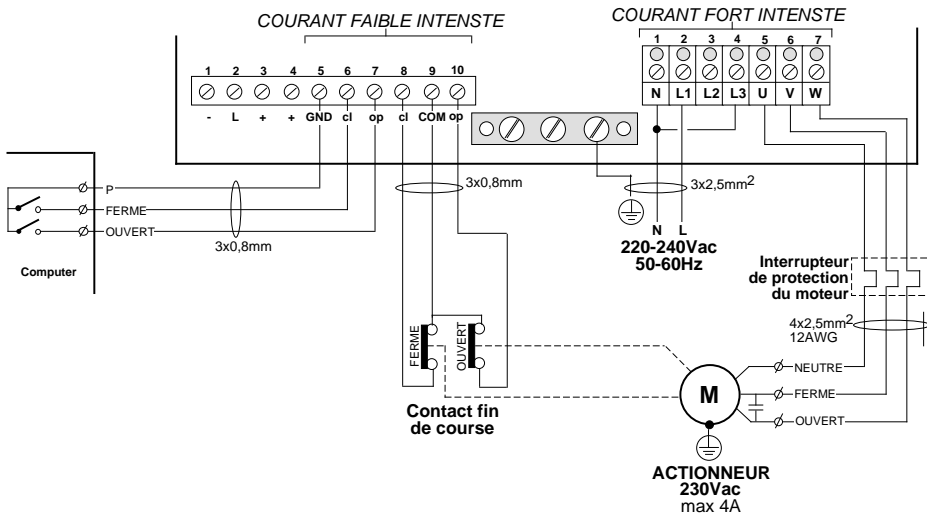 COURANT FAIBLE INTENSTE
COURANT FORT INTENSTE
1 2 3 4 5 6 7 8 9 10
- L + + GND cl op cl COM op
1 2 3 4 5 6 7
N L1 L2 L3 U V W
P
FERME
OUVERT
Computer
3x0,8mm
3x0,8mm
3x2,5mm2
N L
220-240Vac
50-60Hz
Interrupteur
de protection
du moteur
4x2,5mm2
12AWG
FERME
OUVERT
Contact fin
de course
M
NEUTRE
FERME
OUVERT
ACTIONNEUR
230Vac
max 4A